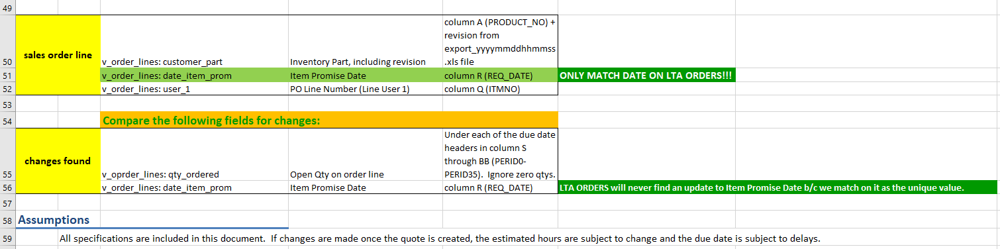 49
column A (PRODUCT_NO) +
revision from
export_yyyymmddhhmmss
50 sales order line v_order_lines: customer_part Inventory Part, including revision .xls file
51 v_order_lines: date_item_prom Item Promise Date column R (REQ_DATE) ONLY MATCH DATE ON LTA ORDERS!!!
52 v_order_lines: user_1 PO Line Number (Line User 1) column Q (ITMNO)
53
54 Compare the following fields for changes:
Under each of the due date
headers in column S
changes found through BB (PERID0-
55 v_oprder_lines: qty_ordered Open Qty on order line PERID35). Ignore zero qtys.
56 v_order_lines: date_item_prom Item Promise Date column R (REQ_DATE) LTA ORDERS will never find an update to Item Promise Date b/c we match on it as the unique value.
57
58 Assumptions
59 All specifications are included in this document. If changes are made once the quote is created, the estimated hours are subject to change and the due date is subject to delays.